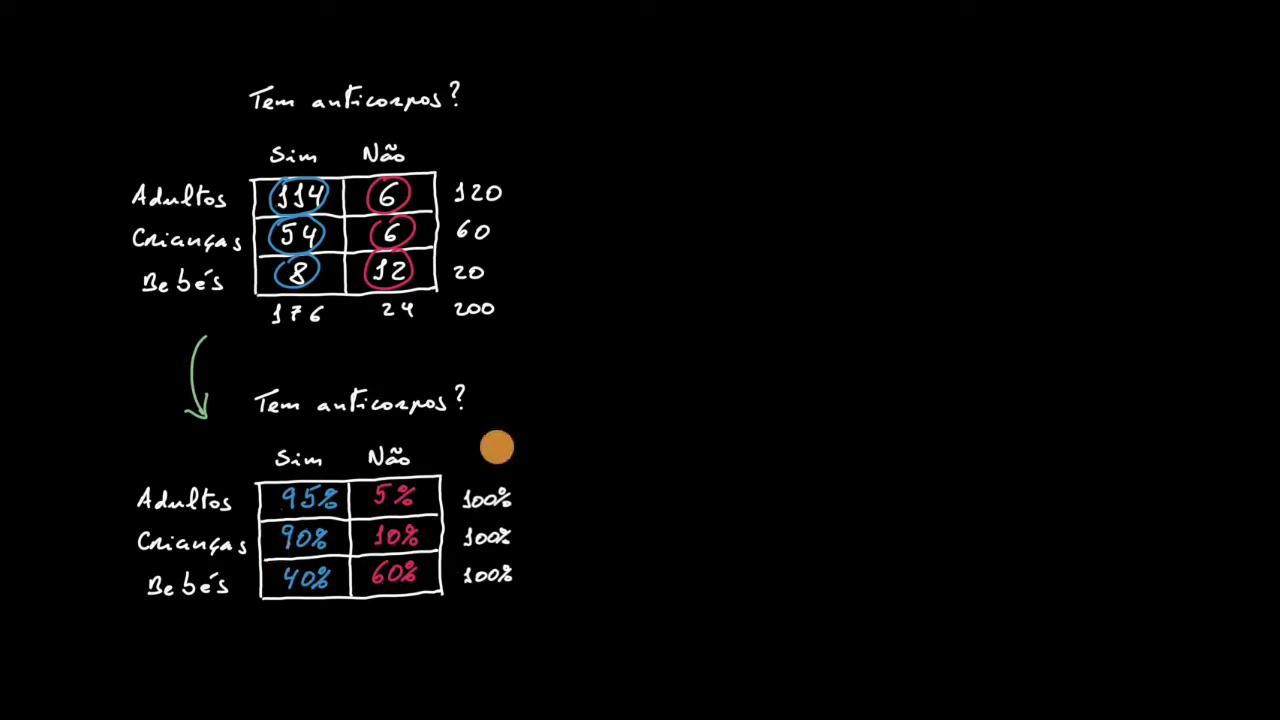 Tem anticorpos?
Sim Não
Adultos 114 6 120
Crianças 54 6 60
Bebés 8 12 20
176 24 200
Tem anticorpos?
Sim Não
Adultos 95% 5% 100%
Crianças 90% 10% 100%
Bebés 40% 60% 100%